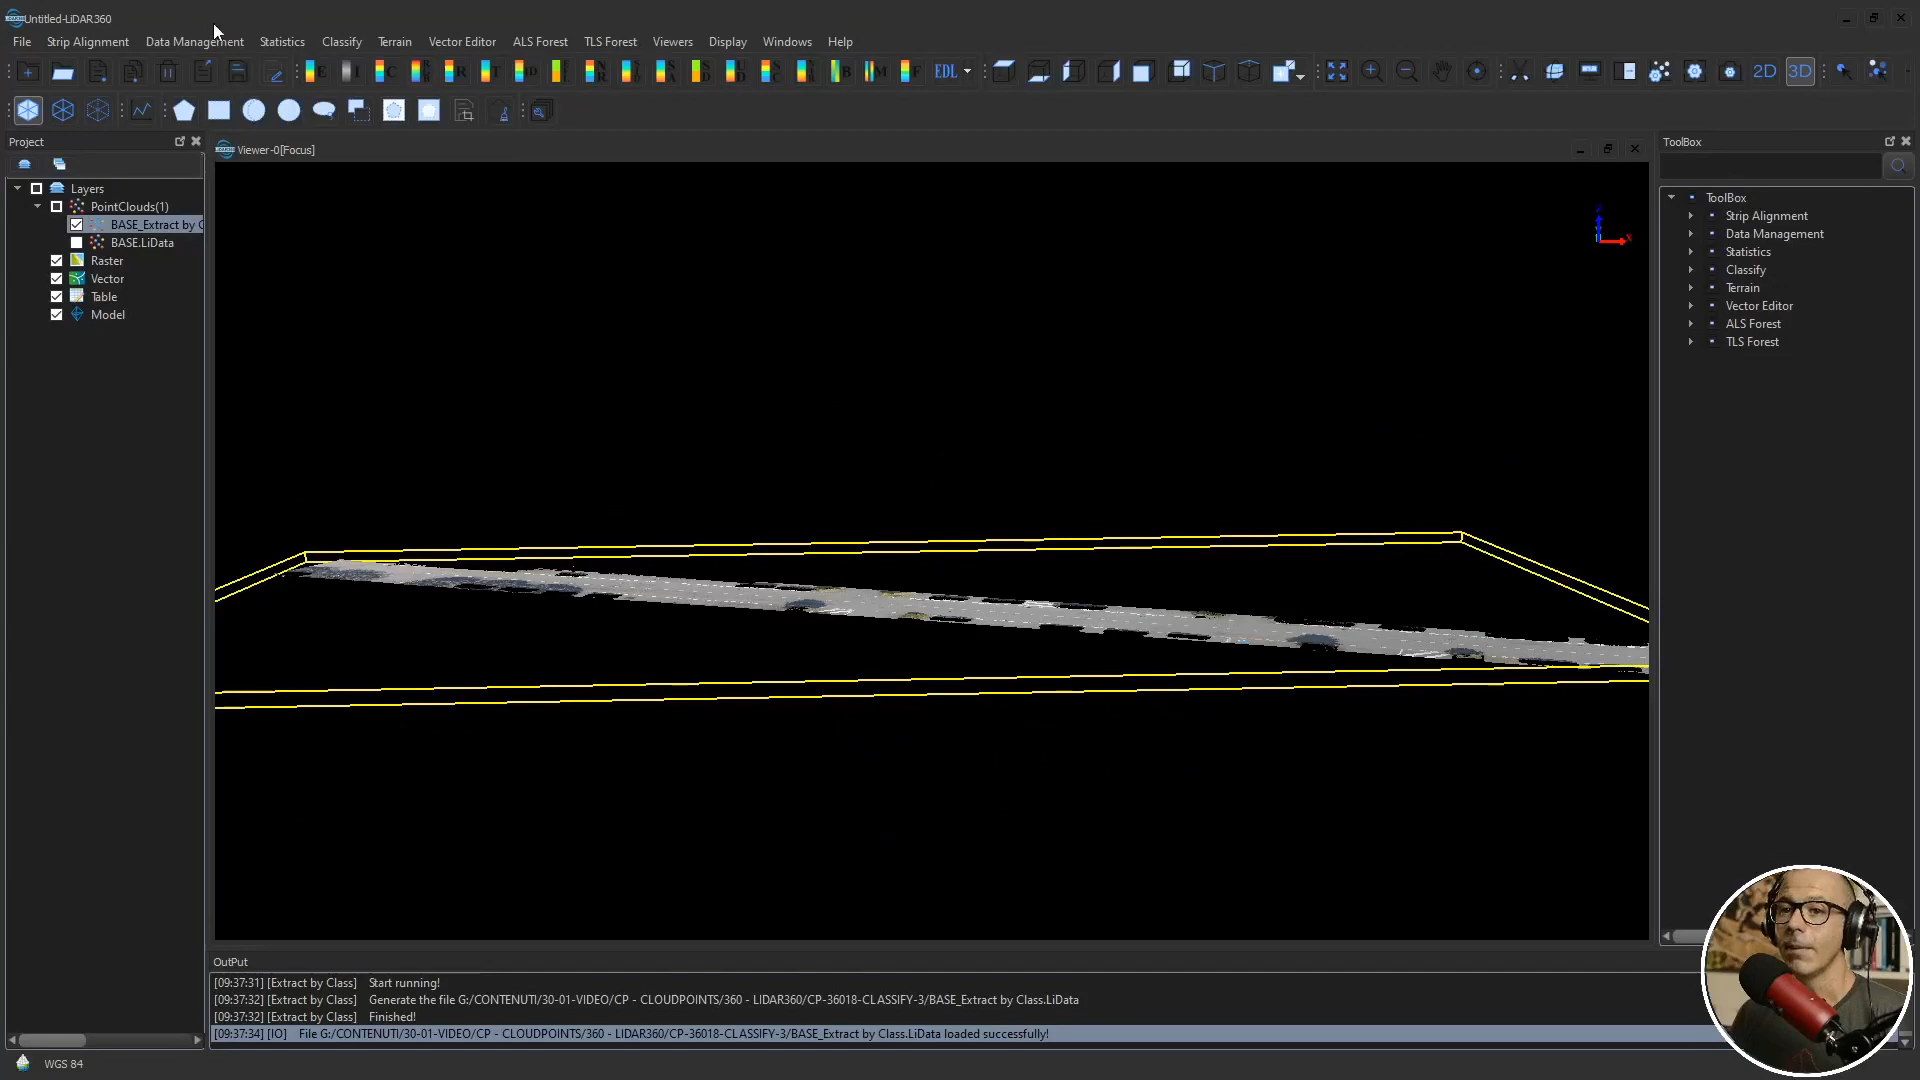 Untitled-LiDAR360
File Strip Alignment Data Management Statistics Classify Terrain Vector Editor ALS Forest TLS Forest Viewers Display Windows Help
EDL 2D 3D
Project
Viewer-0[Focus]
ToolBox
Layers
PointClouds(1)
BASE_Extract by C
BASE.LiData
Raster
Vector
Table
Model
ToolBox
Strip Alignment
Data Management
Statistics
Classify
Terrain
Vector Editor
ALS Forest
TLS Forest
OutPut
[09:37:31] [Extract by Class] Start running!
[09:37:32] [Extract by Class] Generate the file G:/CONTENUTI/30-01-VIDEO/CP - CLOUDPOINTS/360 - LIDAR360/CP-36018-CLASSIFY-3/BASE_Extract by Class.LiData
[09:37:32] [Extract by Class] Finished!
[09:37:34] [IO] File G:/CONTENUTI/30-01-VIDEO/CP - CLOUDPOINTS/360 - LIDAR360/CP-36018-CLASSIFY-3/BASE_Extract by Class.LiData loaded successfully!
WGS 84